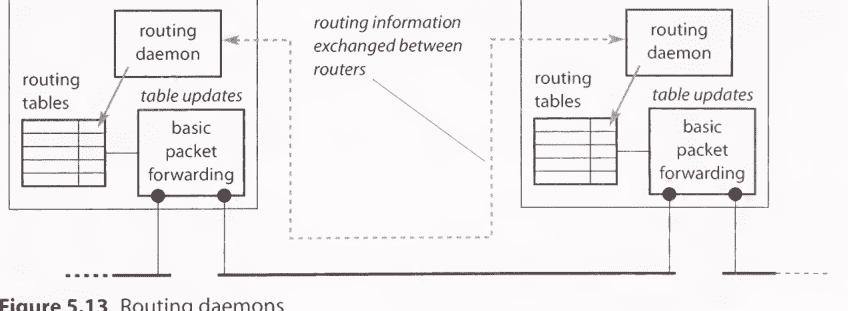 routing
daemon
routing
tables
table updates
basic
packet
forwarding
routing information
exchanged between
routers
routing
daemon
routing
tables
table updates
basic
packet
forwarding
Figure 5.13 Routing daemons